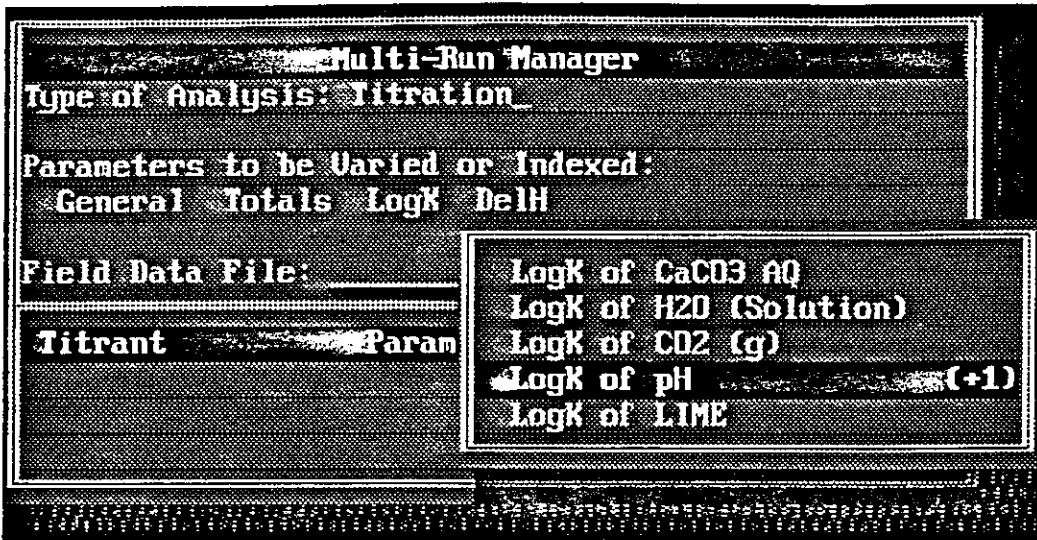 Multi-Run Manager
Type of Analysis: Titration_
Parameters to be Varied or Indexed:
General Totals LogK DelH
Field Data File:
Titrant Param
LogK of CaCO3 AQ
LogK of H2O (Solution)
LogK of CO2 (g)
LogK of pH (+1)
LogK of LIME